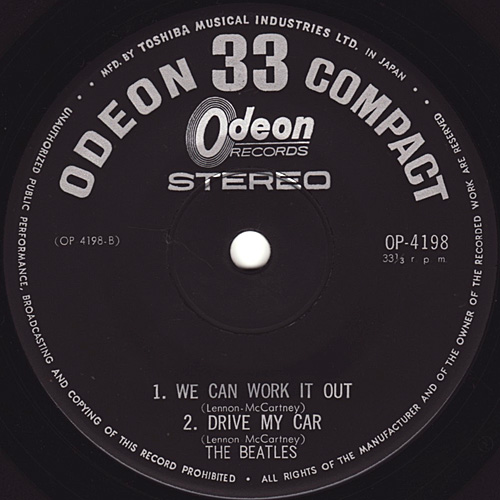 MFD. BY TOSHIBA MUSICAL INDUSTRIES LTD. IN JAPAN
ODEON 33 COMPACT
Odeon
RECORDS
STEREO
(OP 4198-B)
OP-4198
33⅓ r p m.
1. WE CAN WORK IT OUT
(Lennon-McCartney)
2. DRIVE MY CAR
(Lennon McCartney)
THE BEATLES
UNAUTHORIZED PUBLIC PERFORMANCE, BROADCASTING AND COPYING OF THIS RECORD PROHIBITED • ALL RIGHTS OF THE MANUFACTURER AND OF THE OWNER OF THE RECORDED WORK ARE RESERVED